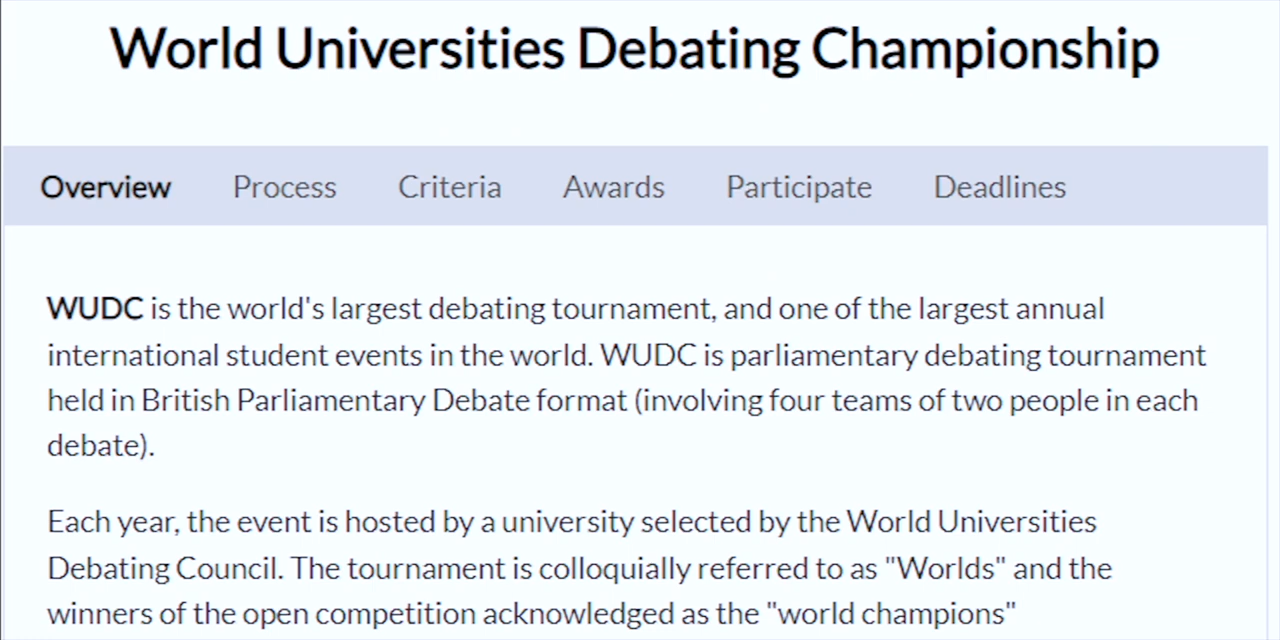 World Universities Debating Championship
Overview Process Criteria Awards Participate Deadlines
WUDC is the world's largest debating tournament, and one of the largest annual
international student events in the world. WUDC is parliamentary debating tournament
held in British Parliamentary Debate format (involving four teams of two people in each
debate).
Each year, the event is hosted by a university selected by the World Universities
Debating Council. The tournament is colloquially referred to as "Worlds" and the
winners of the open competition acknowledged as the "world champions"